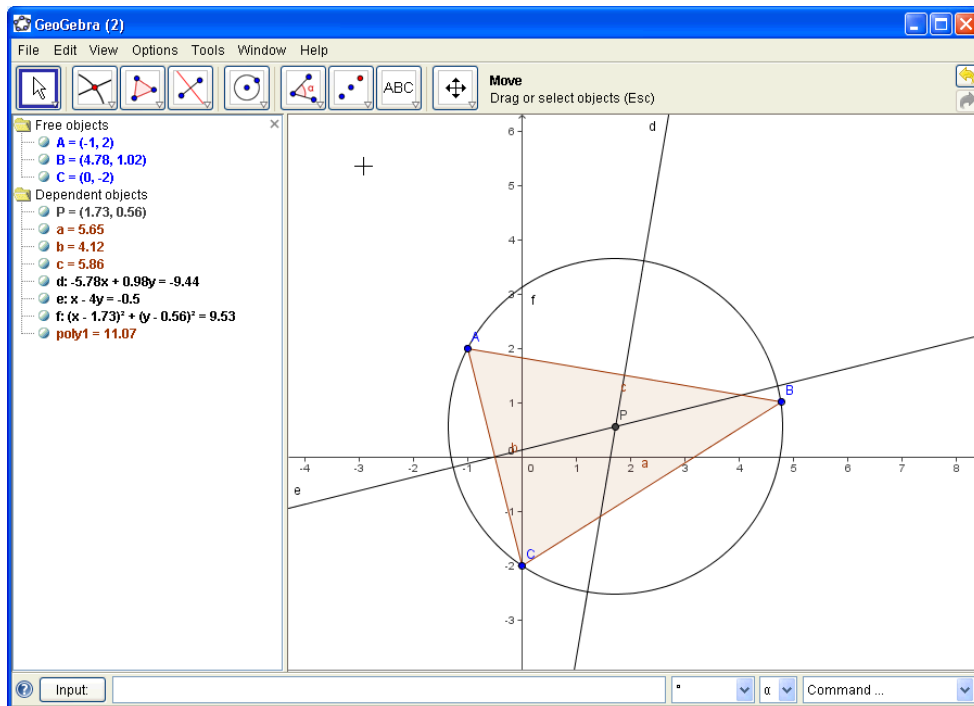 GeoGebra (2)
File Edit View Options Tools Window Help
ABC
α
Move
Drag or select objects (Esc)
Free objects
A = (-1, 2)
B = (4.78, 1.02)
C = (0, -2)
Dependent objects
P = (1.73, 0.56)
a = 5.65
b = 4.12
c = 5.86
d: -5.78x + 0.98y = -9.44
e: x - 4y = -0.5
f: (x - 1.73)² + (y - 0.56)² = 9.53
poly1 = 11.07
d
6
5
4
3
f
A
2
c
B
1
P
b
0
a
-4 -3 -2 -1 0 1 2 3 4 5 6 7 8
e
-1
C
-2
-3
Input:
° α Command ...